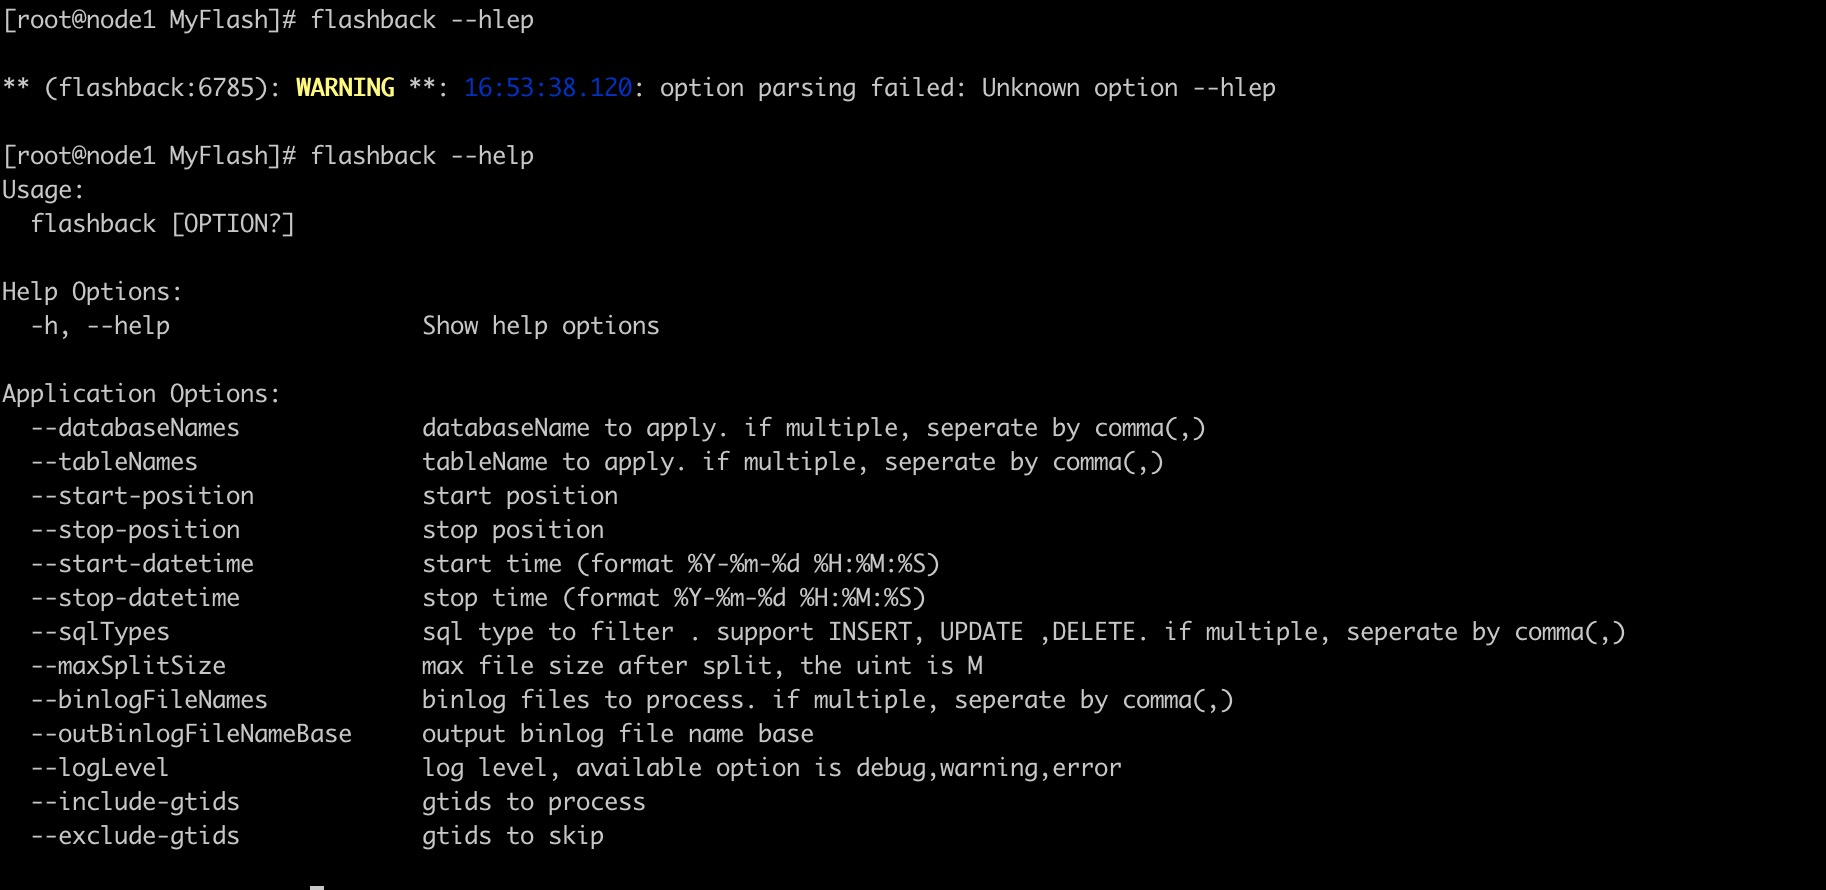 [root@node1 MyFlash]# flashback --hlep
** (flashback:6785): WARNING **: 16:53:38.120: option parsing failed: Unknown option --hlep
[root@node1 MyFlash]# flashback --help
Usage:
  flashback [OPTION?]
Help Options:
  -h, --help                  Show help options
Application Options:
  --databaseNames             databaseName to apply. if multiple, seperate by comma(,)
  --tableNames                tableName to apply. if multiple, seperate by comma(,)
  --start-position            start position
  --stop-position             stop position
  --start-datetime            start time (format %Y-%m-%d %H:%M:%S)
  --stop-datetime             stop time (format %Y-%m-%d %H:%M:%S)
  --sqlTypes                  sql type to filter . support INSERT, UPDATE ,DELETE. if multiple, seperate by comma(,)
  --maxSplitSize              max file size after split, the uint is M
  --binlogFileNames           binlog files to process. if multiple, seperate by comma(,)
  --outBinlogFileNameBase     output binlog file name base
  --logLevel                  log level, available option is debug,warning,error
  --include-gtids             gtids to process
  --exclude-gtids             gtids to skip